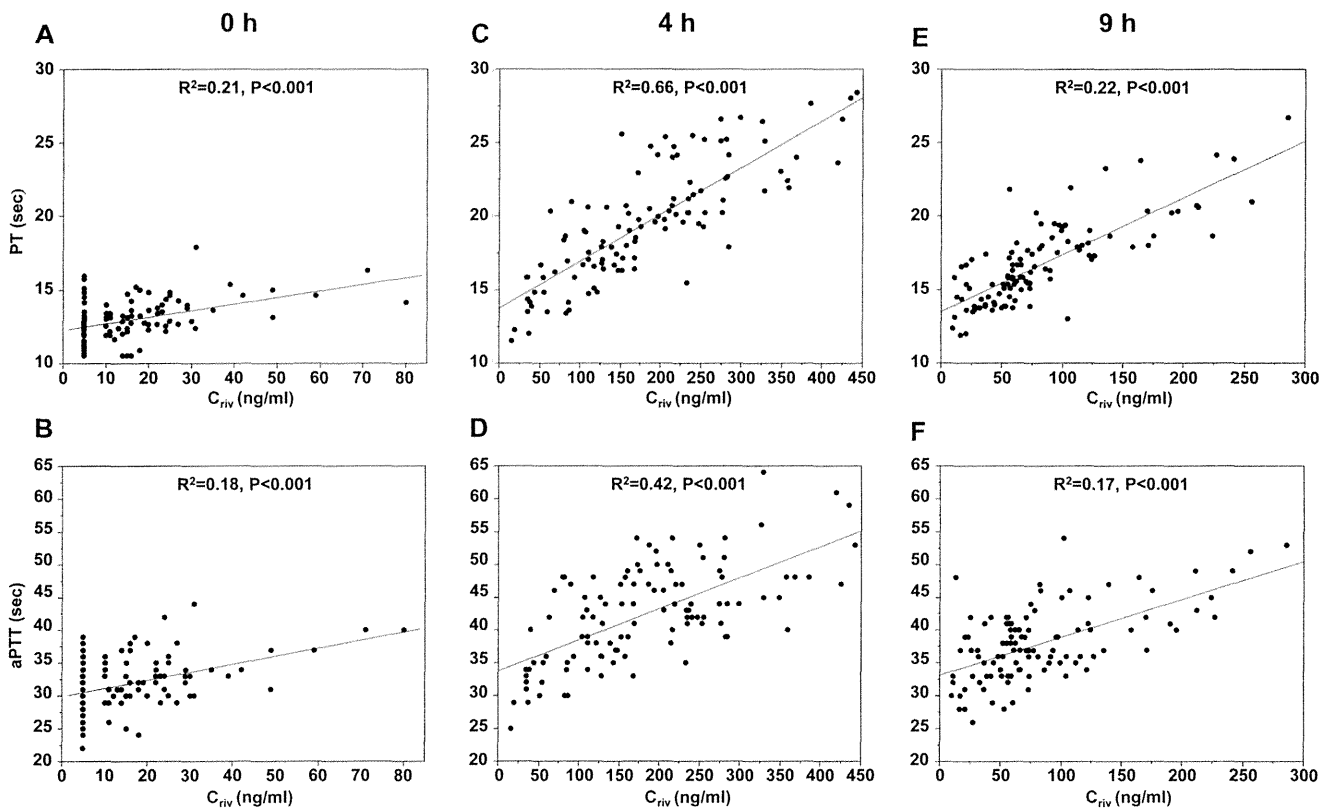 0 h
4 h
9 h
A
C
E
R²=0.21, P<0.001
R²=0.66, P<0.001
R²=0.22, P<0.001
PT (sec)
30
25
20
15
10
0 10 20 30 40 50 60 70 80
C_riv (ng/ml)
30
25
20
15
10
0 50 100 150 200 250 300 350 400 450
C_riv (ng/ml)
30
25
20
15
10
0 50 100 150 200 250 300
C_riv (ng/ml)
B
D
F
R²=0.18, P<0.001
R²=0.42, P<0.001
R²=0.17, P<0.001
aPTT (sec)
65
60
55
50
45
40
35
30
25
20
0 10 20 30 40 50 60 70 80
C_riv (ng/ml)
65
60
55
50
45
40
35
30
25
20
0 50 100 150 200 250 300 350 400 450
C_riv (ng/ml)
65
60
55
50
45
40
35
30
25
20
0 50 100 150 200 250 300
C_riv (ng/ml)